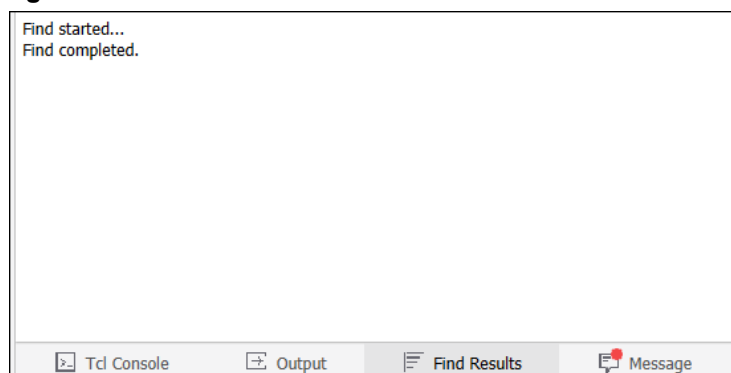 Find started...
Find completed.
Tcl Console Output Find Results Message